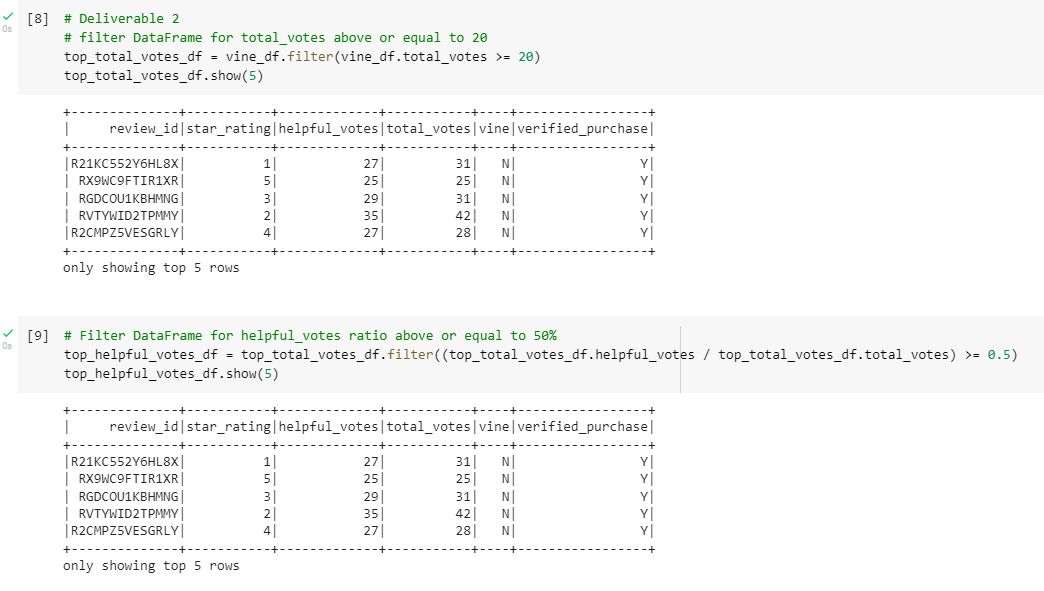 [8] # Deliverable 2
# filter DataFrame for total_votes above or equal to 20
top_total_votes_df = vine_df.filter(vine_df.total_votes >= 20)
top_total_votes_df.show(5)
0s
+--------------+-----------+-------------+-----------+----+-----------------+
|     review_id|star_rating|helpful_votes|total_votes|vine|verified_purchase|
+--------------+-----------+-------------+-----------+----+-----------------+
|R21KC552Y6HL8X|          1|           27|         31|   N|                Y|
| RX9WC9FTIR1XR|          5|           25|         25|   N|                Y|
| RGDCOU1KBHMNG|          3|           29|         31|   N|                Y|
| RVTYWID2TPMMY|          2|           35|         42|   N|                Y|
|R2CMPZ5VESGRLY|          4|           27|         28|   N|                Y|
+--------------+-----------+-------------+-----------+----+-----------------+
only showing top 5 rows
[9] # Filter DataFrame for helpful_votes ratio above or equal to 50%
top_helpful_votes_df = top_total_votes_df.filter((top_total_votes_df.helpful_votes / top_total_votes_df.total_votes) >= 0.5)
top_helpful_votes_df.show(5)
0s
+--------------+-----------+-------------+-----------+----+-----------------+
|     review_id|star_rating|helpful_votes|total_votes|vine|verified_purchase|
+--------------+-----------+-------------+-----------+----+-----------------+
|R21KC552Y6HL8X|          1|           27|         31|   N|                Y|
| RX9WC9FTIR1XR|          5|           25|         25|   N|                Y|
| RGDCOU1KBHMNG|          3|           29|         31|   N|                Y|
| RVTYWID2TPMMY|          2|           35|         42|   N|                Y|
|R2CMPZ5VESGRLY|          4|           27|         28|   N|                Y|
+--------------+-----------+-------------+-----------+----+-----------------+
only showing top 5 rows